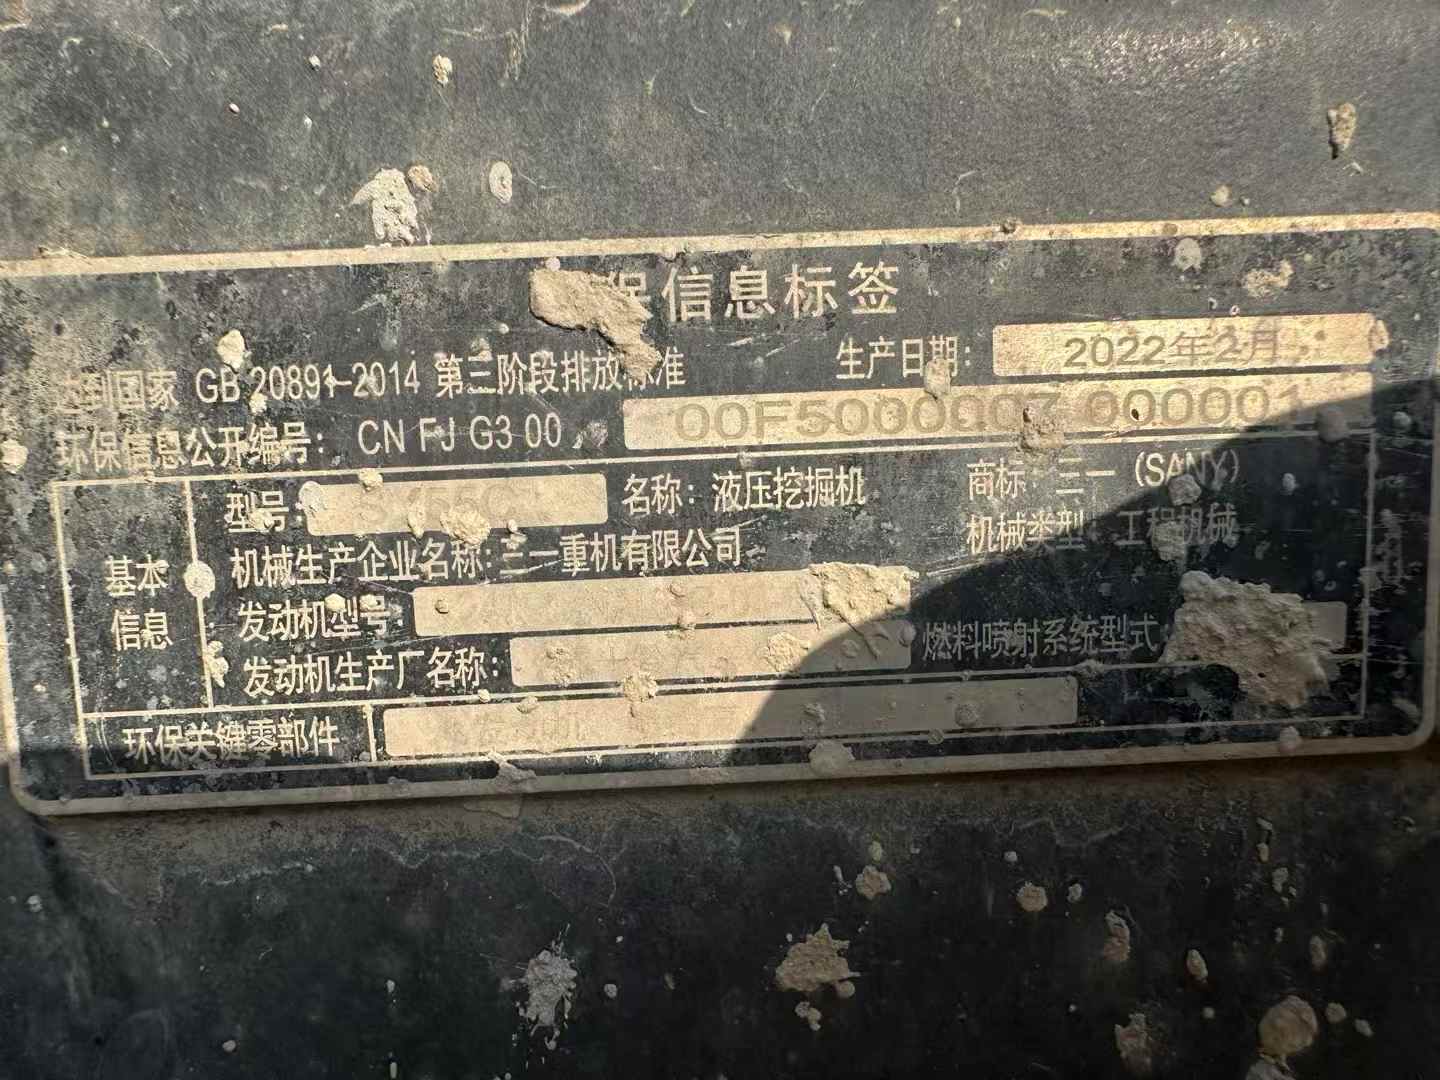 保信息标签
达到国家 GB 20891-2014 第三阶段排放标准
生产日期: 2022年2月
环保信息公开编号: CN FJ G3 00 00F5000007 000001
型号: SY55C
名称: 液压挖掘机
商标: 三一 (SANY)
机械生产企业名称: 三一重机有限公司
机械类型: 工程机械
基本信息
发动机型号:
发动机生产厂名称:
燃料喷射系统型式:
环保关键零部件